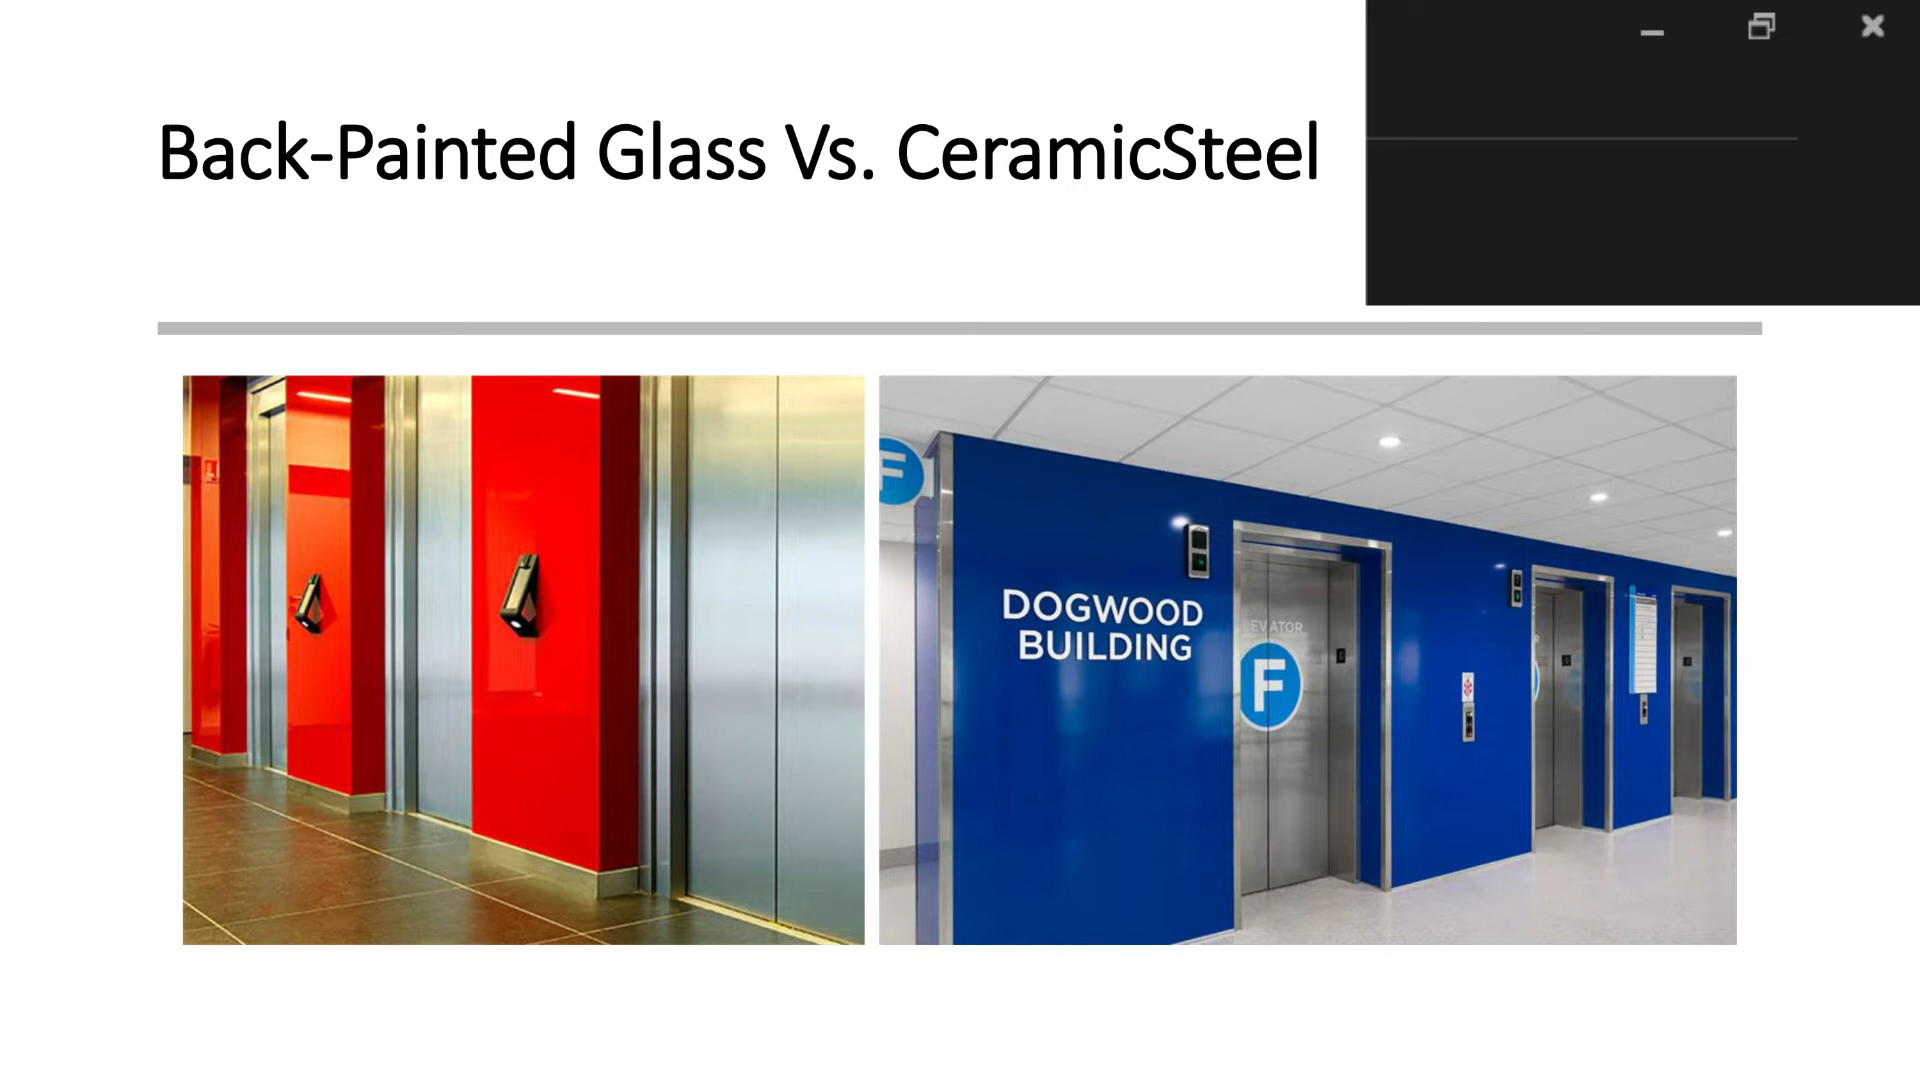 Back-Painted Glass Vs. CeramicSteel
F
DOGWOOD
BUILDING
F